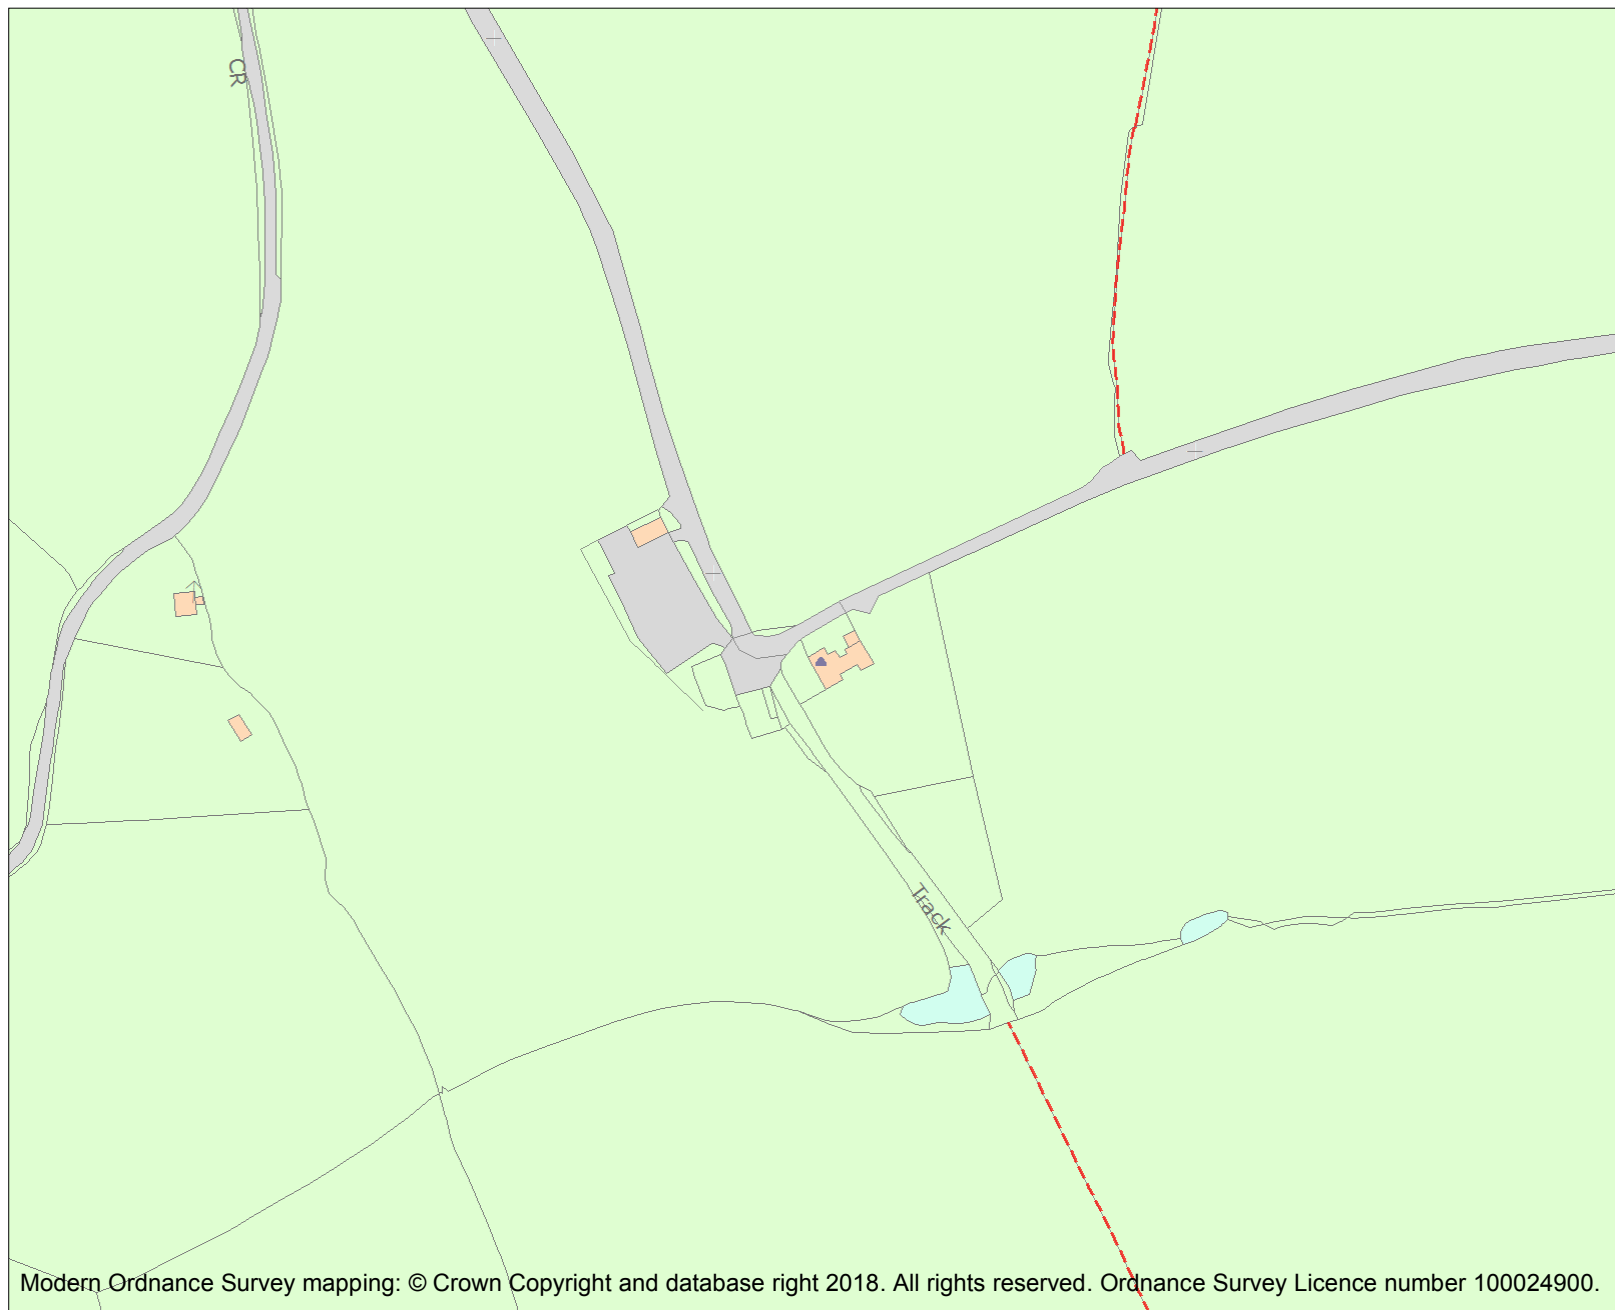 CR
Track
Modern Ordnance Survey mapping: © Crown Copyright and database right 2018. All rights reserved. Ordnance Survey Licence number 100024900.